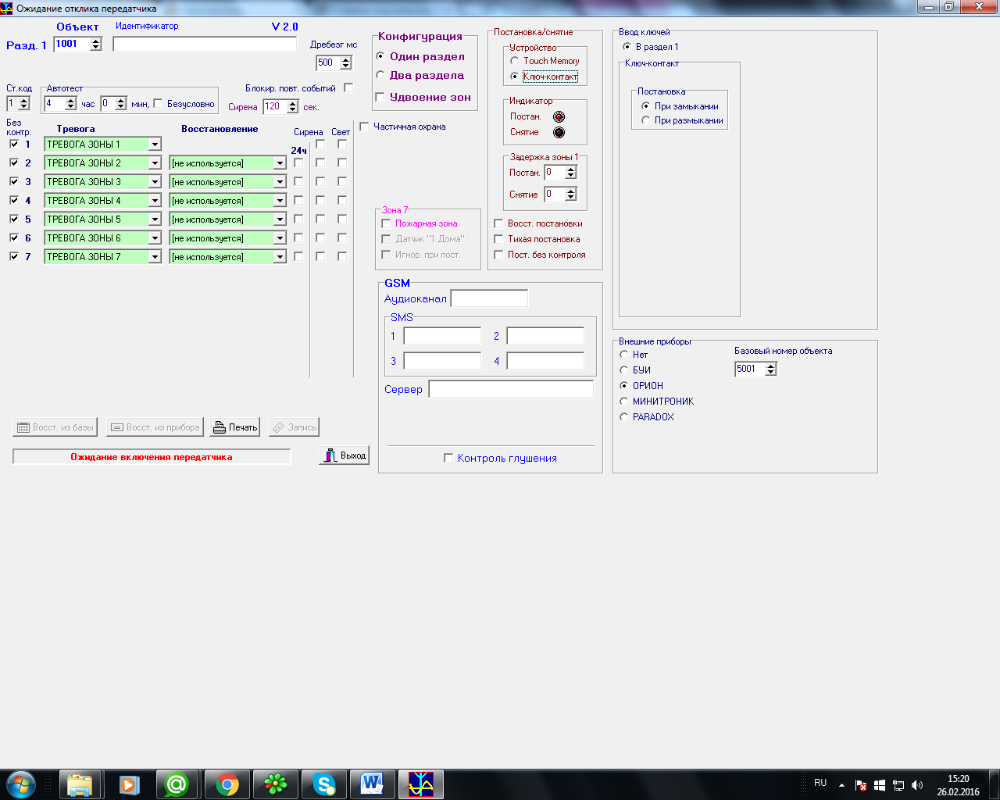 Ожидание отклика передатчика
Объект
Идентификатор
V 2.0
Разд. 1
1001
Дребезг мс
500
Ст.код
1
Автотест
4
час
0
мин,
Безусловно
Блокир. повт. событий
Сирена
120
сек.
Без контр.
Тревога
Восстановление
Сирена
Свет
24ч
1
ТРЕВОГА ЗОНЫ 1
2
ТРЕВОГА ЗОНЫ 2
[не используется]
3
ТРЕВОГА ЗОНЫ 3
[не используется]
4
ТРЕВОГА ЗОНЫ 4
[не используется]
5
ТРЕВОГА ЗОНЫ 5
[не используется]
6
ТРЕВОГА ЗОНЫ 6
[не используется]
7
ТРЕВОГА ЗОНЫ 7
[не используется]
Восст. из базы
Восст. из прибора
Печать
Запись
Ожидание включения передатчика
Выход
Конфигурация
Один раздел
Два раздела
Удвоение зон
Частичная охрана
Зона 7
Пожарная зона
Датчик "1 Дома"
Игнор. при пост.
Постановка/снятие
Устройство
Touch Memory
Ключ-контакт
Индикатор
Постан.
Снятие
Задержка зоны 1
Постан.
0
Снятие
0
Восст. постановки
Тихая постановка
Пост. без контроля
GSM
Аудиоканал
SMS
1
2
3
4
Сервер
Контроль глушения
Ввод ключей
В раздел 1
Ключ-контакт
Постановка
При замыкании
При размыкании
Внешние приборы
Нет
БУИ
ОРИОН
МИНИТРОНИК
PARADOX
Базовый номер объекта
5001
RU
15:20
26.02.2016